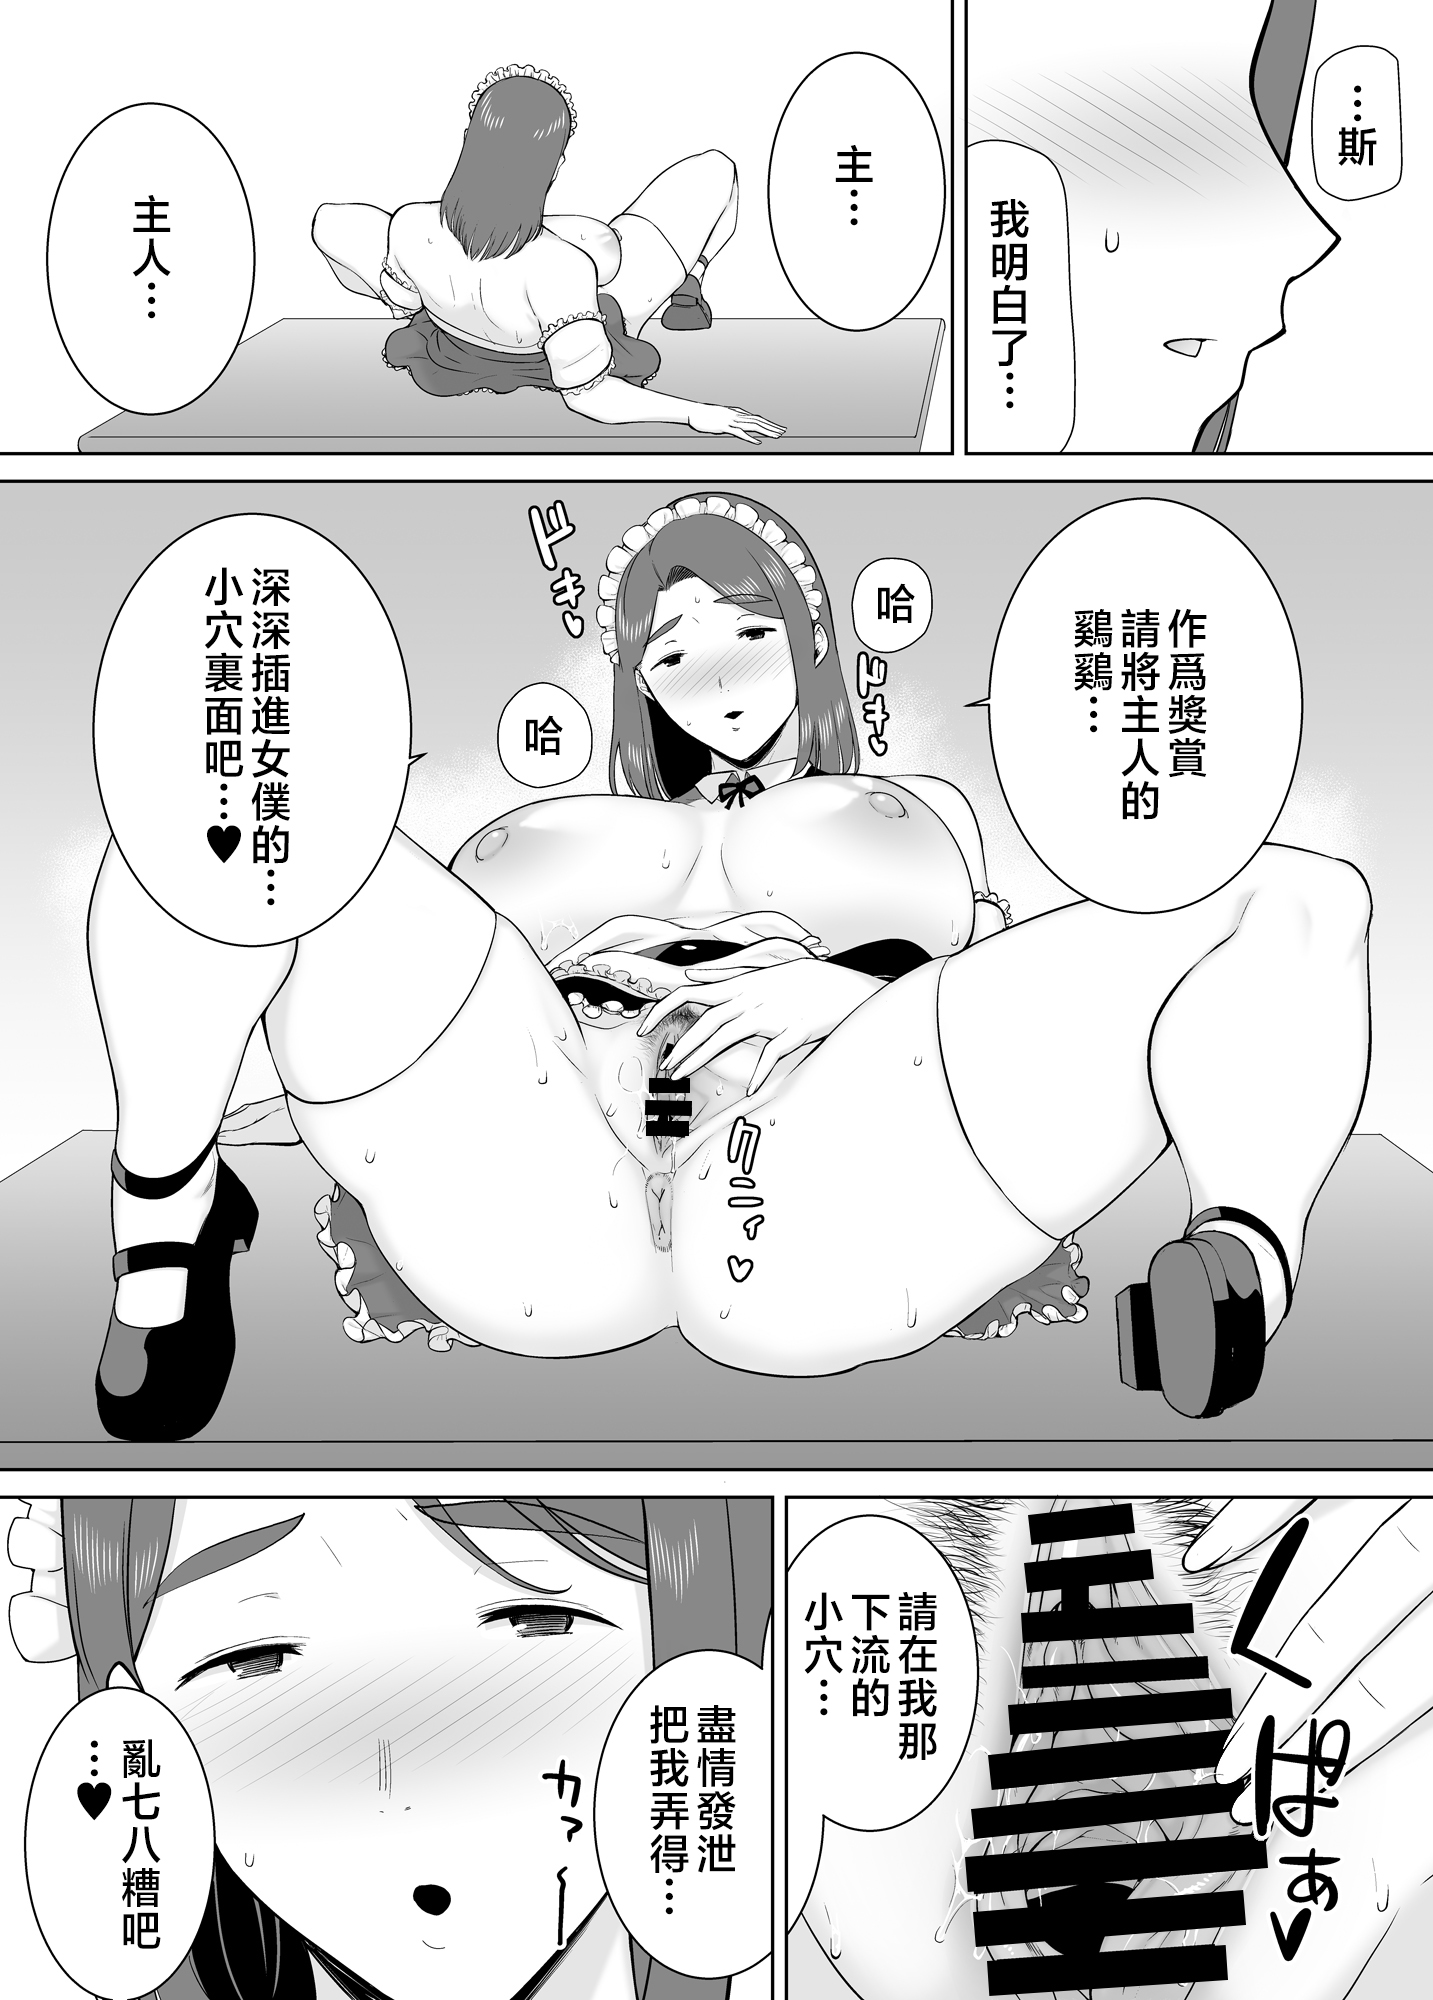 …斯
我明白了…
主…
主人…
作爲獎賞
請將主人的
鷄鷄…
哈
ドキ
ドキ
哈
深深插進女僕的…
小穴裏面吧…♥
クニィ
くぱぁ
請在我那
下流的
小穴…
盡情發泄
把我弄得…
カァ〜
亂七八糟吧
…♥